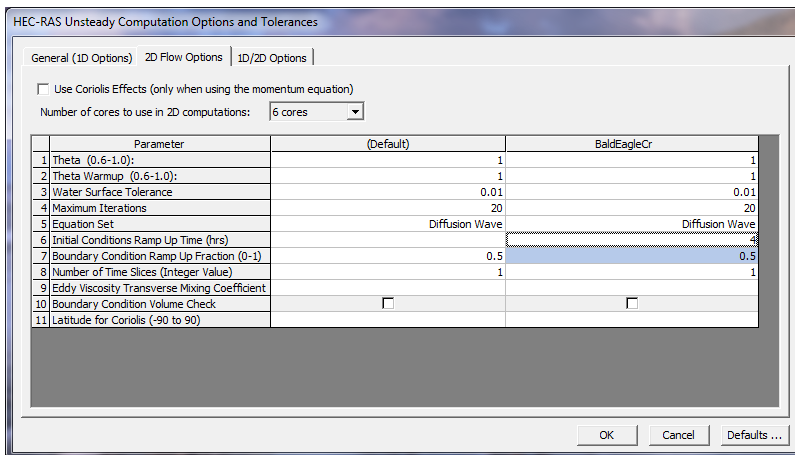 HEC-RAS Unsteady Computation Options and Tolerances
General (1D Options) 2D Flow Options 1D/2D Options
Use Coriolis Effects (only when using the momentum equation)
Number of cores to use in 2D computations: 6 cores
Parameter (Default) BaldEagleCr
1 Theta (0.6-1.0): 1 1
2 Theta Warmup (0.6-1.0): 1 1
3 Water Surface Tolerance 0.01 0.01
4 Maximum Iterations 20 20
5 Equation Set Diffusion Wave Diffusion Wave
6 Initial Conditions Ramp Up Time (hrs) 4
7 Boundary Condition Ramp Up Fraction (0-1) 0.5 0.5
8 Number of Time Slices (Integer Value) 1 1
9 Eddy Viscosity Transverse Mixing Coefficient
10 Boundary Condition Volume Check
11 Latitude for Coriolis (-90 to 90)
OK Cancel Defaults ...